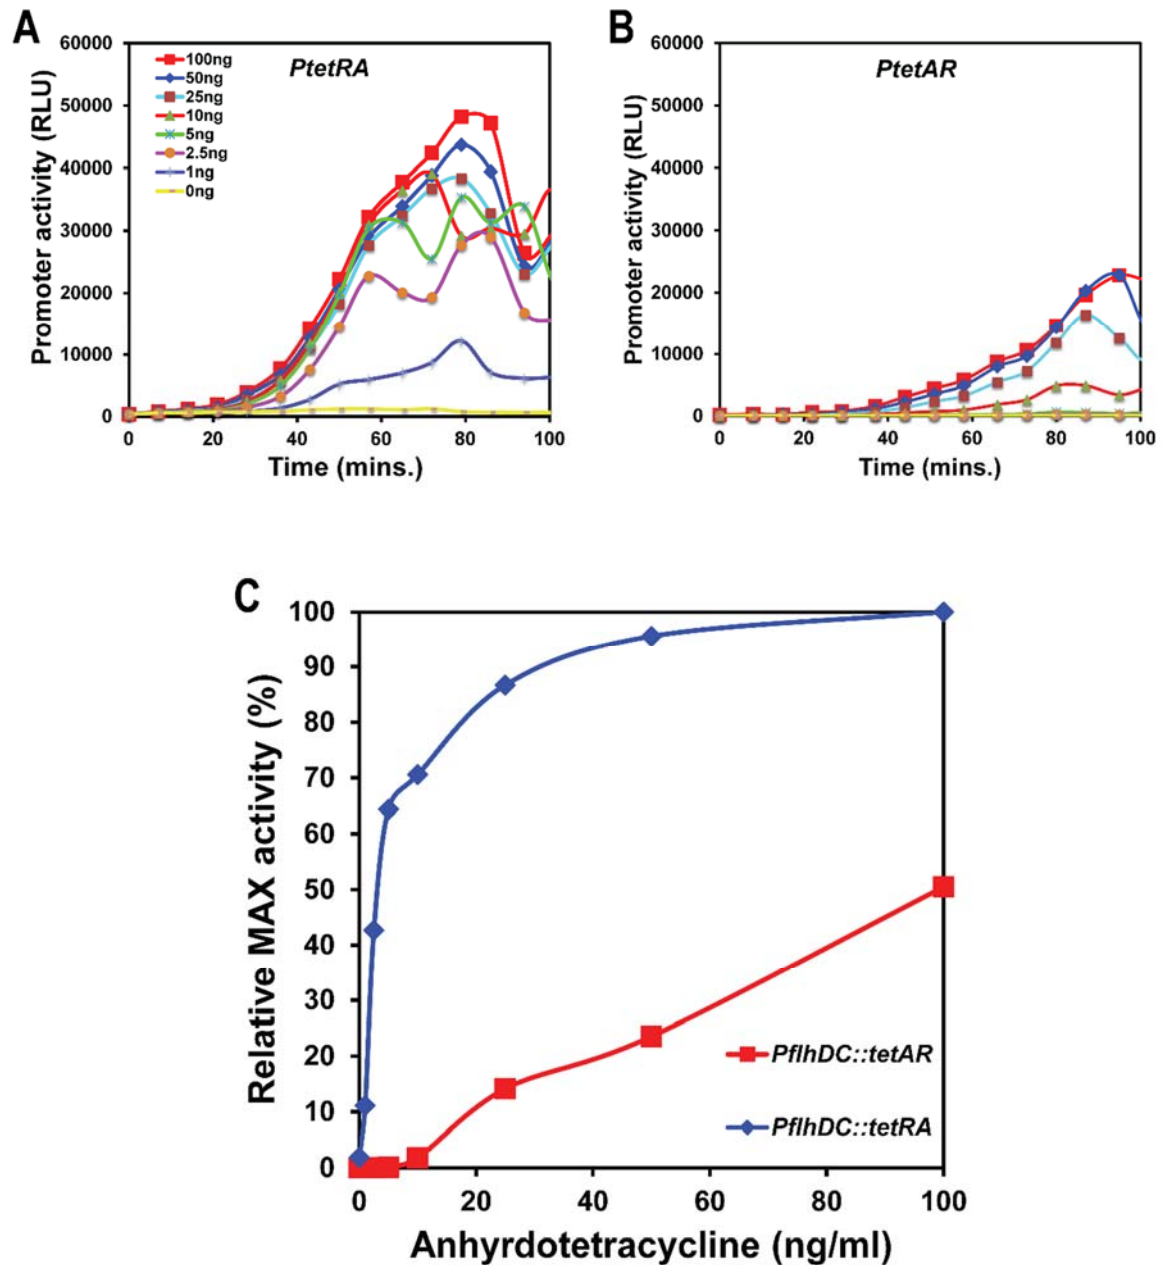 A
PtetRA
Promoter activity (RLU)
60000
50000
40000
30000
20000
10000
0
100ng
50ng
25ng
10ng
5ng
2.5ng
1ng
0ng
0 20 40 60 80 100
Time (mins.)
B
PtetAR
Promoter activity (RLU)
60000
50000
40000
30000
20000
10000
0
0 20 40 60 80 100
Time (mins.)
C
Relative MAX activity (%)
100
90
80
70
60
50
40
30
20
10
0
PflhDC::tetAR
PflhDC::tetRA
0 20 40 60 80 100
Anhyrdotetracycline (ng/ml)